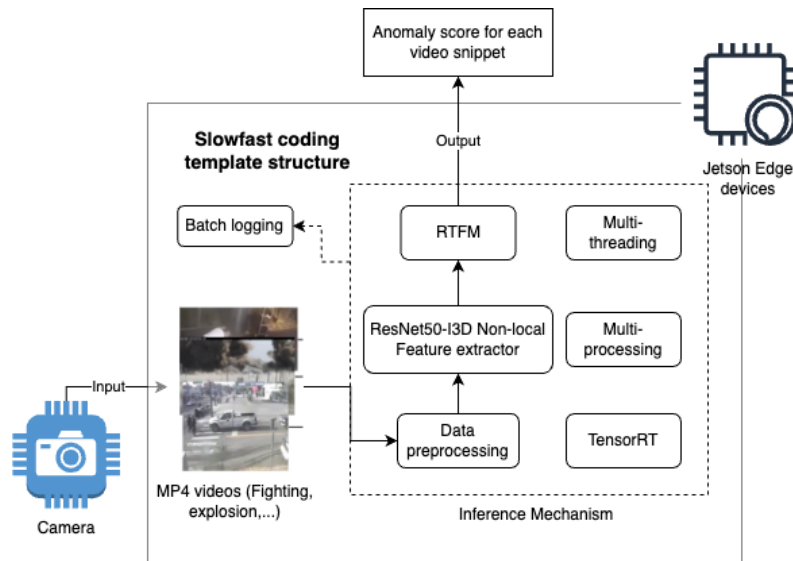 Anomaly score for each
video snippet
Slowfast coding
template structure
Output
Jetson Edge
devices
Batch logging
RTFM
Multi-
threading
ResNet50-I3D Non-local
Feature extractor
Multi-
processing
Input
Data
preprocessing
TensorRT
MP4 videos (Fighting,
explosion,...)
Camera
Inference Mechanism